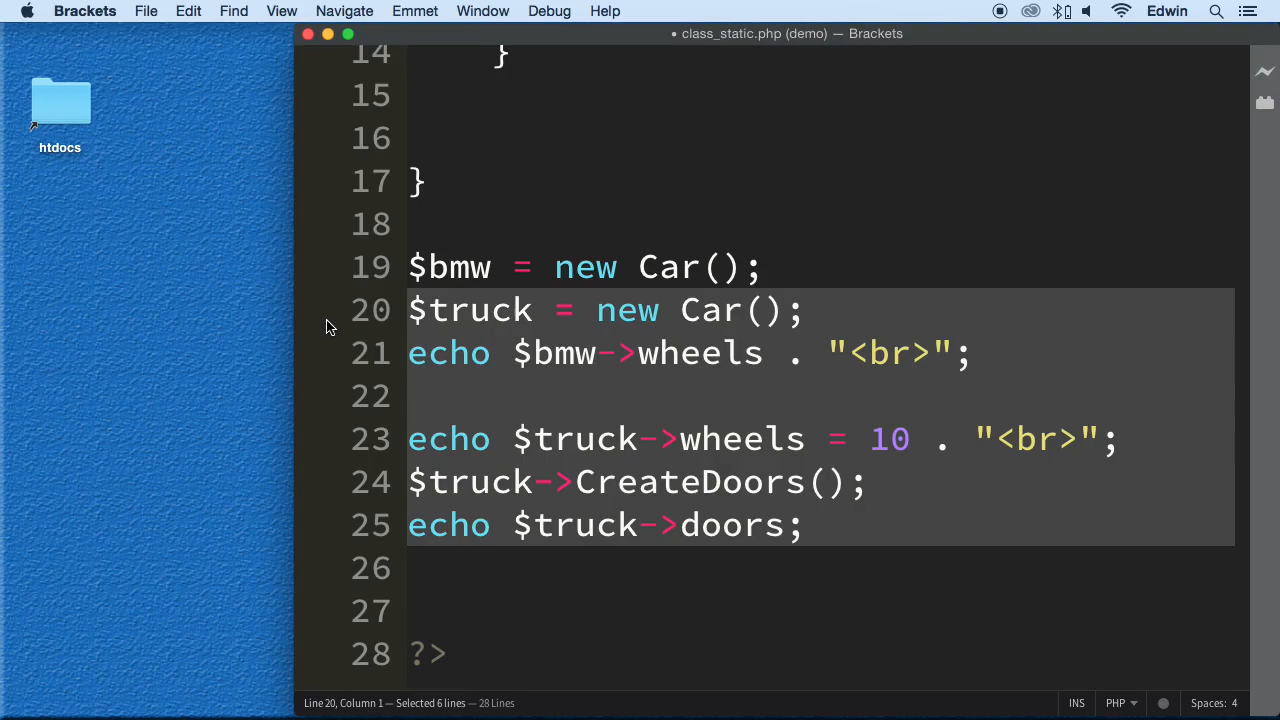 Brackets File Edit Find View Navigate Emmet Window Debug Help Edwin
class_static.php (demo) — Brackets
htdocs
14 }
15
16
17 }
18
19 $bmw = new Car();
20 $truck = new Car();
21 echo $bmw->wheels . "<br>";
22
23 echo $truck->wheels = 10 . "<br>";
24 $truck->CreateDoors();
25 echo $truck->doors;
26
27
28 ?>
Line 20, Column 1 — Selected 6 lines — 28 Lines INS PHP Spaces: 4